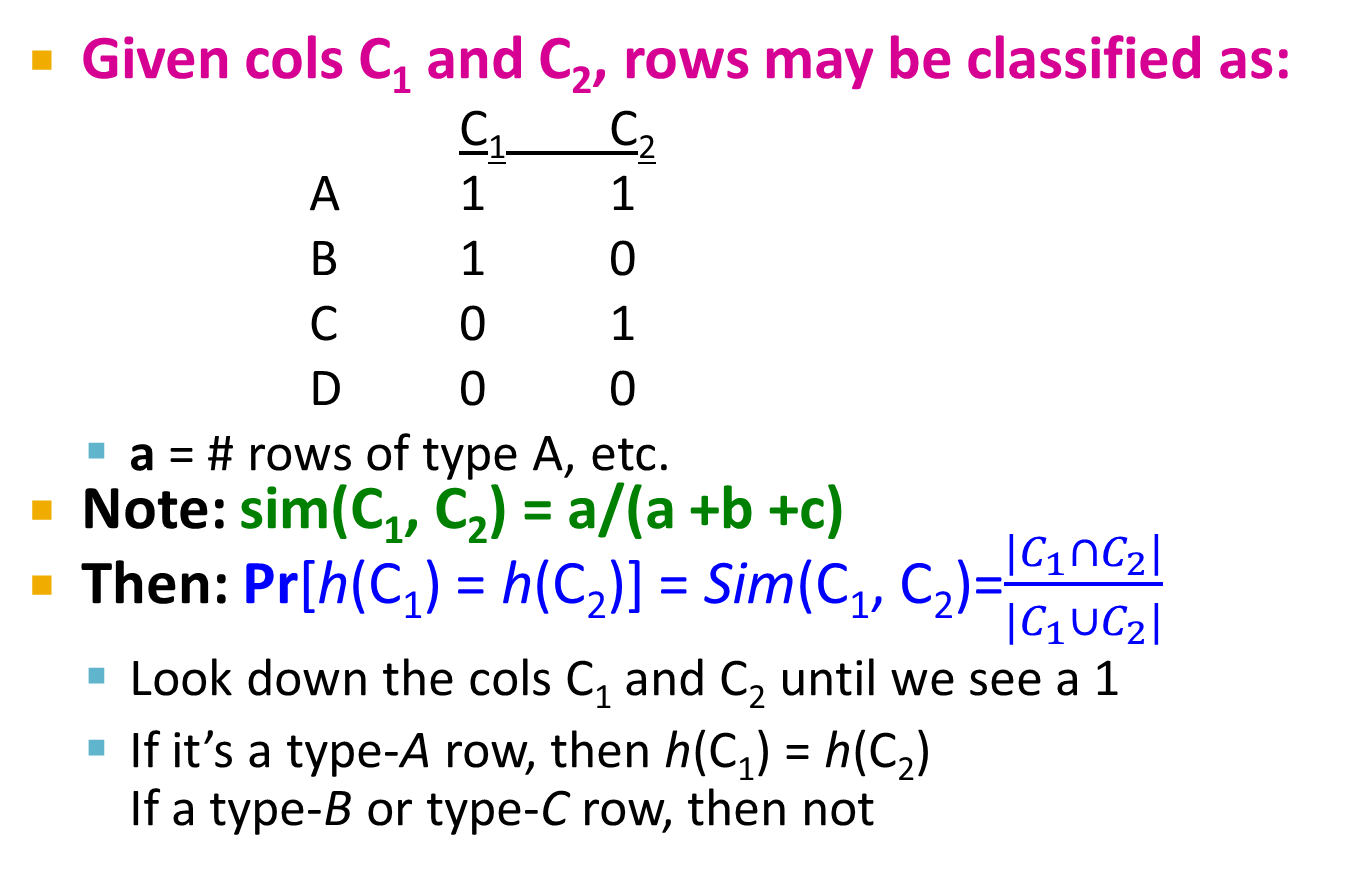 Given cols C1 and C2, rows may be classified as:
C1 C2
A 1 1
B 1 0
C 0 1
D 0 0
a = # rows of type A, etc.
Note: sim(C1, C2) = a/(a +b +c)
Then: Pr[h(C1) = h(C2)] = Sim(C1, C2)=|C1∩C2|/|C1∪C2|
Look down the cols C1 and C2 until we see a 1
If it’s a type-A row, then h(C1) = h(C2)
If a type-B or type-C row, then not